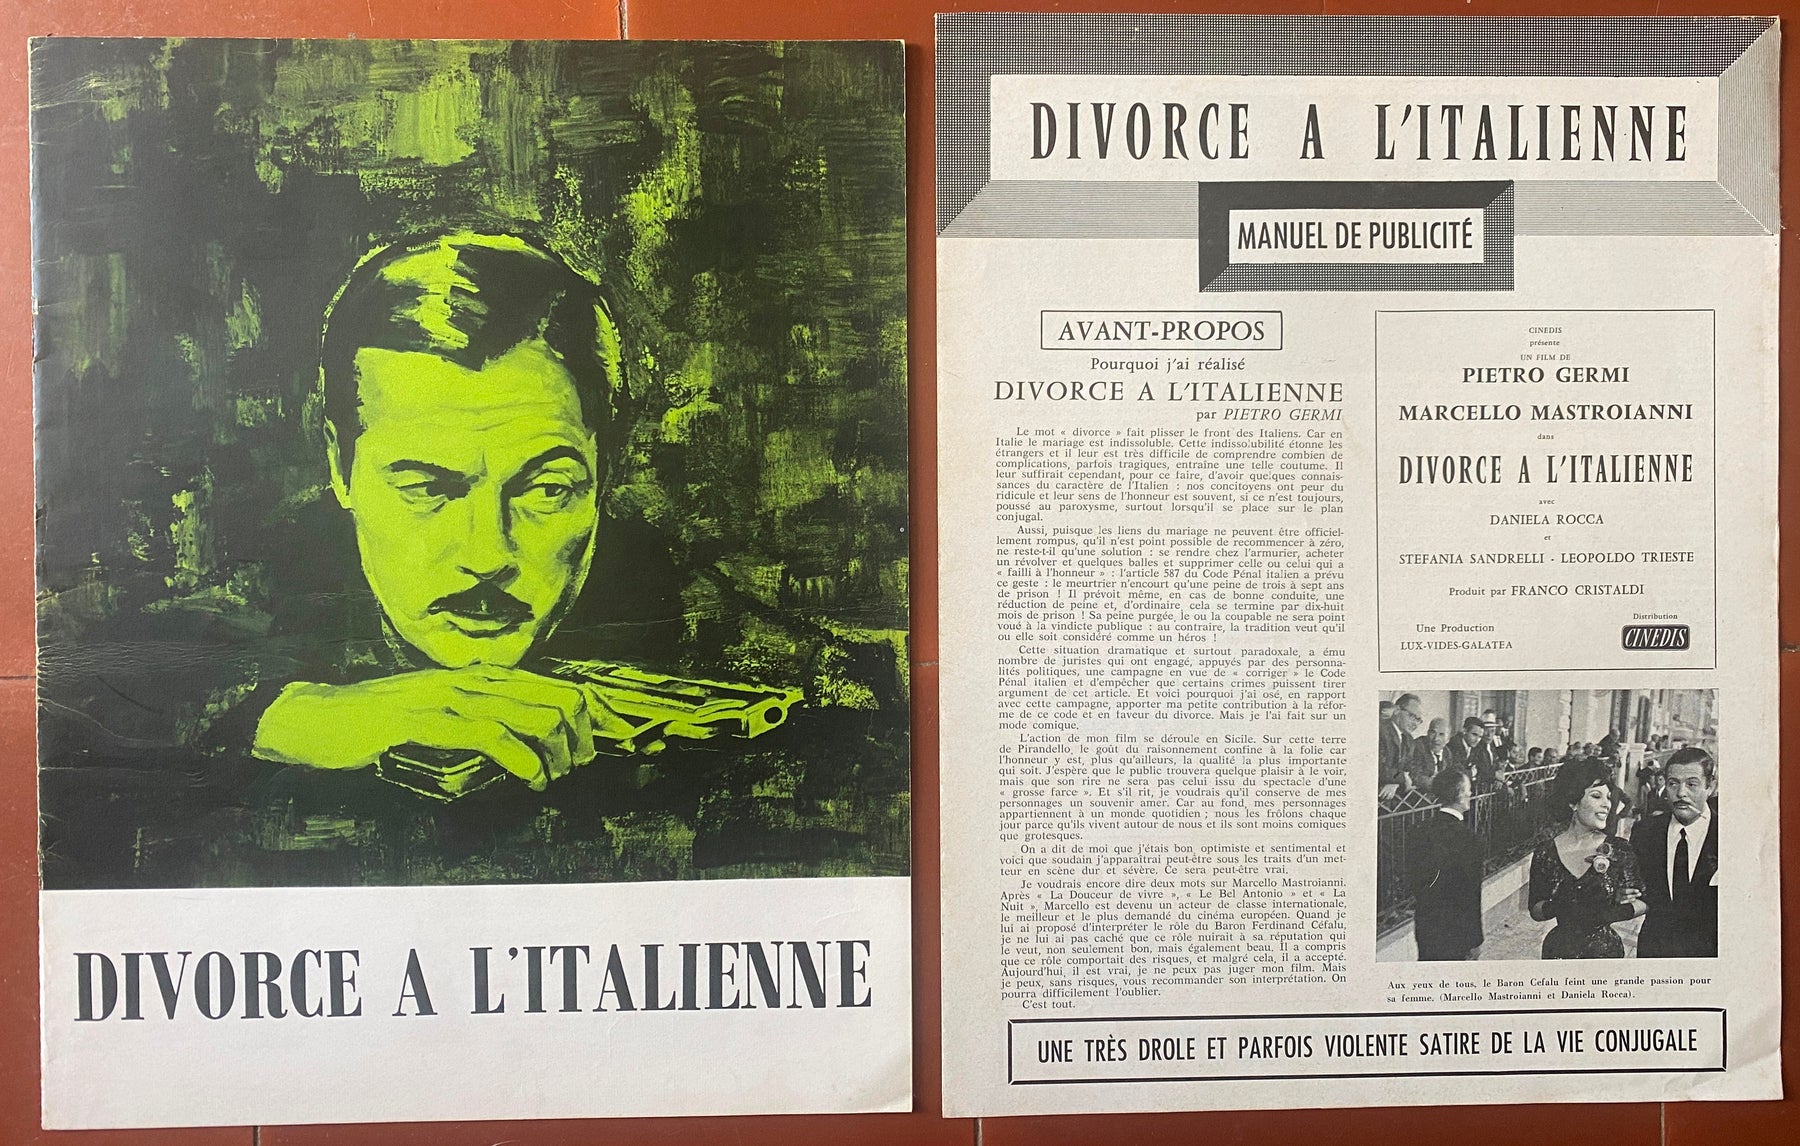 DIVORCE A L'ITALIENNE
DIVORCE A L'ITALIENNE
MANUEL DE PUBLICITÉ
AVANT-PROPOS
Pourquoi j'ai réalisé
DIVORCE A L'ITALIENNE
par PIETRO GERMI
Le mot « divorce » fait plisser le front des Italiens. Car en
Italie le mariage est indissoluble. Cette indissolubilité étonne les
étrangers et il leur est très difficile de comprendre combien de
complications, parfois tragiques, entraîne une telle coutume. Il
leur suffirait cependant, pour ce faire, d'avoir quelques connais-
sances du caractère de l'Italien : nos concitoyens ont peur du
ridicule et leur sens de l'honneur est souvent, si ce n'est toujours,
poussé au paroxysme, surtout lorsqu'il se place sur le plan
conjugal.
Aussi, puisque les liens du mariage ne peuvent être officiel-
lement rompus, qu'il n'est point possible de recommencer à zéro,
ne reste-t-il qu'une solution : se rendre chez l'armurier, acheter
un révolver et quelques balles et supprimer celle ou celui qui a
« failli à l'honneur » : l'article 587 du Code Pénal italien a prévu
ce geste : le meurtrier n'encourt qu'une peine de trois à sept ans
de prison ! Il prévoit même, en cas de bonne conduite, une
réduction de peine et, d'ordinaire cela se termine par dix-huit
mois de prison ! Sa peine purgée, le ou la coupable ne sera point
voué à la vindicte publique : au contraire, la tradition veut qu'il
ou elle soit considéré comme un héros !
Cette situation dramatique et surtout paradoxale, a ému
nombre de juristes qui ont engagé, appuyés par des personna-
lités politiques, une campagne en vue de « corriger » le Code
Pénal italien et d'empêcher que certains crimes puissent tirer
argument de cet article. Et voici pourquoi j'ai osé, en rapport
avec cette campagne, apporter ma petite contribution à la réfor-
me de ce code et en faveur du divorce. Mais je l'ai fait sur un
mode comique.
L'action de mon film se déroule en Sicile. Sur cette terre
de Pirandello, le goût du raisonnement confine à la folie car
l'honneur y est, plus qu'ailleurs, la qualité la plus importante
qui soit. J'espère que le public trouvera quelque plaisir à le voir,
mais que son rire ne sera pas celui issu du spectacle d'une
« grosse farce ». Et s'il rit, je voudrais qu'il conserve de mes
personnages un souvenir amer. Car au fond, mes personnages
appartiennent à un monde quotidien ; nous les frôlons chaque
jour parce qu'ils vivent autour de nous et ils sont moins comiques
que grotesques.
On a dit de moi que j'étais bon, optimiste et sentimental et
voici que soudain j'apparaîtrai peut-être sous les traits d'un met-
teur en scène dur et sévère. Ce sera peut-être vrai.
Je voudrais encore dire deux mots sur Marcello Mastroianni.
Après « La Douceur de vivre », « Le Bel Antonio » et « La
Nuit », Marcello est devenu un acteur de classe internationale,
le meilleur et le plus demandé du cinéma européen. Quand je
lui ai proposé d'interpréter le rôle du Baron Ferdinand Céfalu,
je ne lui ai pas caché que ce rôle nuirait à sa réputation qui
le veut, non seulement bon, mais également beau. Il a compris
que ce rôle comportait des risques, et malgré cela, il a accepté.
Aujourd'hui, il est vrai, je ne peux pas juger mon film. Mais
je peux, sans risques, vous recommander son interprétation. On
pourra difficilement l'oublier.
C'est tout.
CINEDIS
présente
UN FILM DE
PIETRO GERMI
MARCELLO MASTROIANNI
dans
DIVORCE A L'ITALIENNE
avec
DANIELA ROCCA
et
STEFANIA SANDRELLI - LEOPOLDO TRIESTE
Produit par FRANCO CRISTALDI
Une Production
LUX-VIDES-GALATEA
Distribution
CINEDIS
Aux yeux de tous, le Baron Cefalu feint une grande passion pour
sa femme. (Marcello Mastroianni et Daniela Rocca).
UNE TRÈS DROLE ET PARFOIS VIOLENTE SATIRE DE LA VIE CONJUGALE